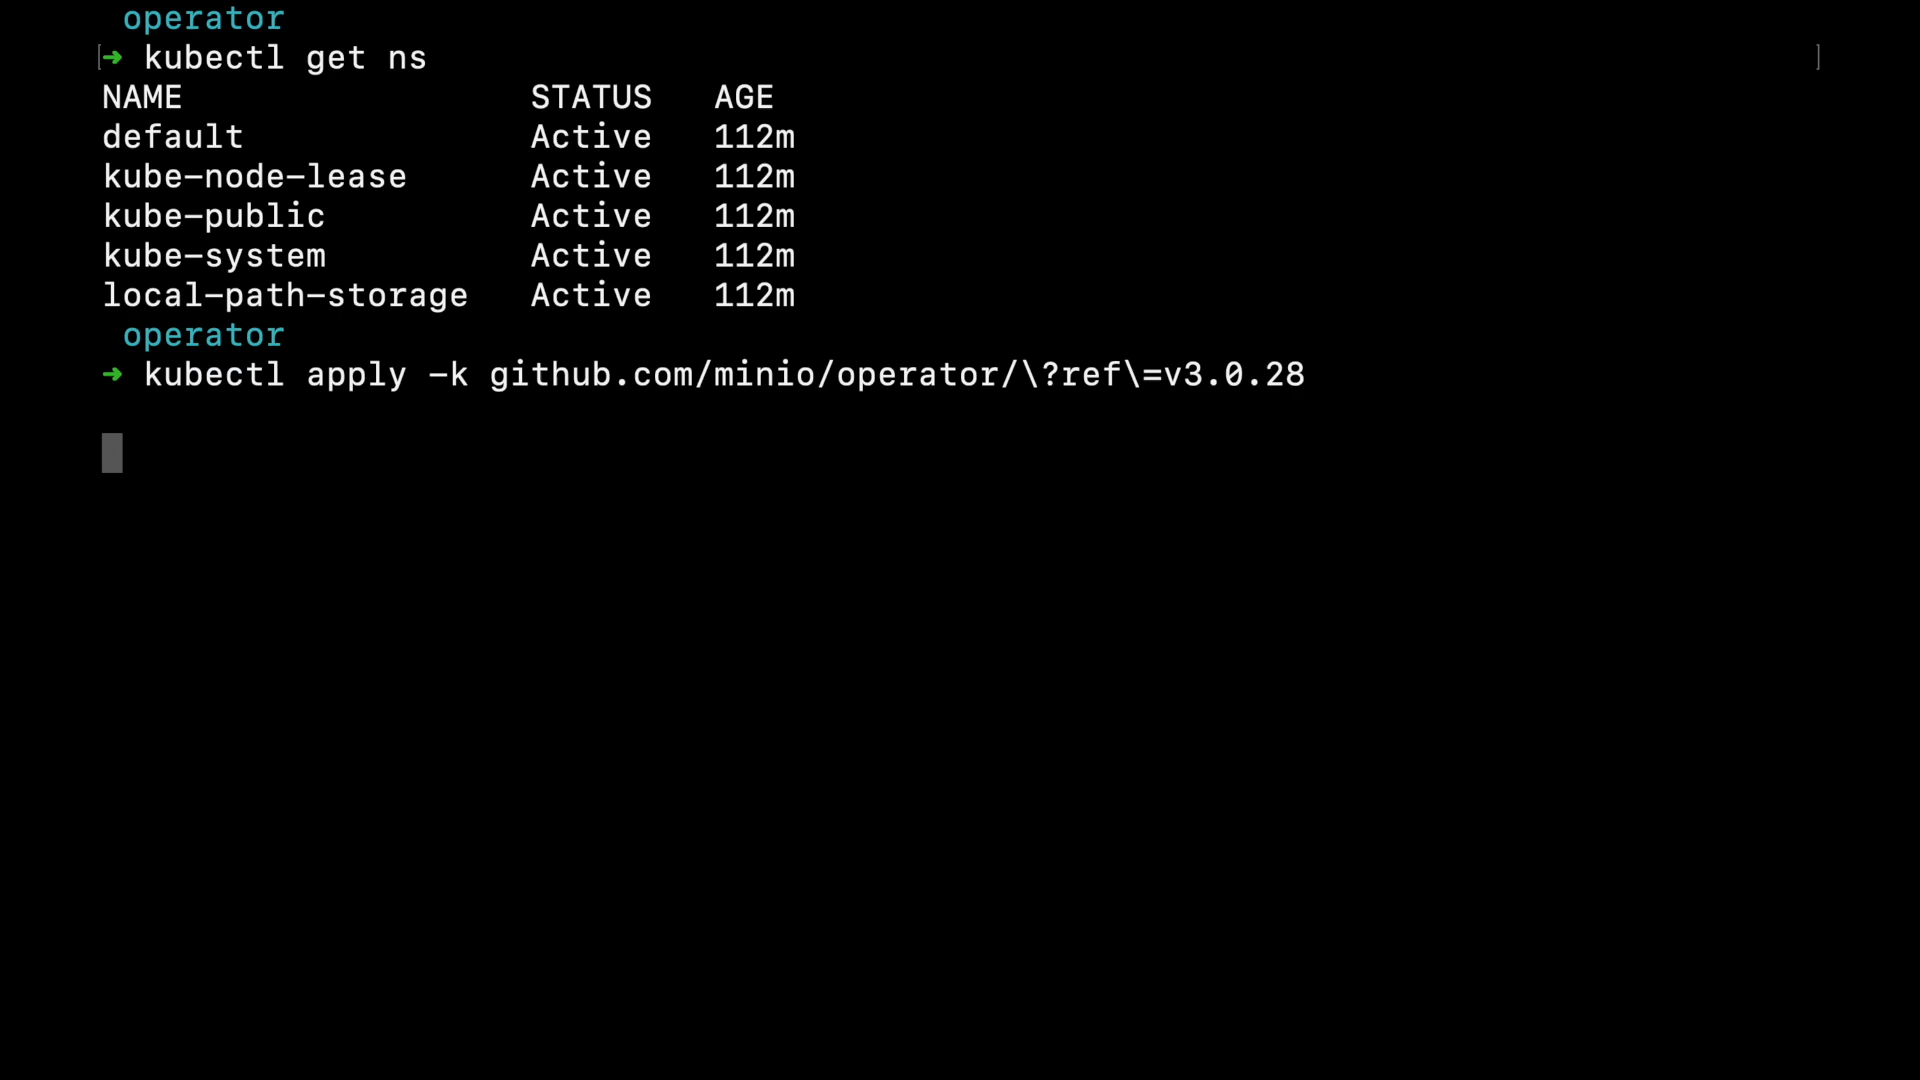 operator
[➜ kubectl get ns ]
NAME STATUS AGE
default Active 112m
kube-node-lease Active 112m
kube-public Active 112m
kube-system Active 112m
local-path-storage Active 112m
operator
➜ kubectl apply -k github.com/minio/operator/\?ref\=v3.0.28